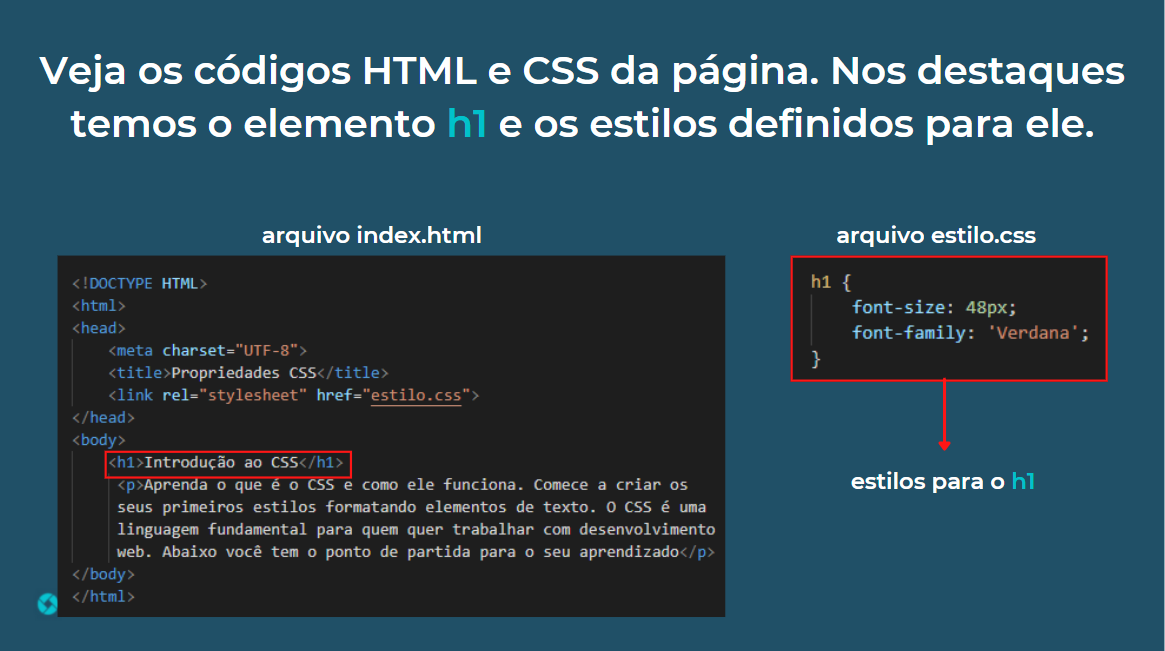 Veja os códigos HTML e CSS da página. Nos destaques
temos o elemento h1 e os estilos definidos para ele.
arquivo index.html
<!DOCTYPE HTML>
<html>
<head>
<meta charset="UTF-8">
<title>Propriedades CSS</title>
<link rel="stylesheet" href="estilo.css">
</head>
<body>
<h1>Introdução ao CSS</h1>
<p>Aprenda o que é o CSS e como ele funciona. Comece a criar os
seus primeiros estilos formatando elementos de texto. O CSS é uma
linguagem fundamental para quem quer trabalhar com desenvolvimento
web. Abaixo você tem o ponto de partida para o seu aprendizado</p>
</body>
</html>
arquivo estilo.css
h1 {
font-size: 48px;
font-family: 'Verdana';
}
estilos para o h1